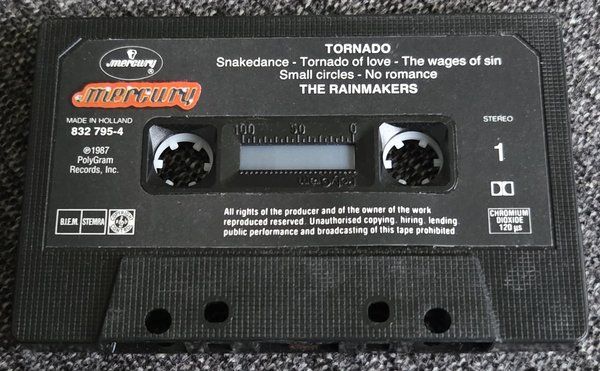 TORNADO
Snakedance - Tornado of love - The wages of sin
Small circles - No romance
THE RAINMAKERS
mercury
®
mercury
MADE IN HOLLAND
832 795-4
℗1987
PolyGram
Records, Inc.
100 50 0
STEREO
1
B.I.E.M. STEMRA
All rights of the producer and of the owner of the work
reproduced reserved. Unauthorised copying, hiring, lending,
public performance and broadcasting of this tape prohibited
CHROMIUM
DIOXIDE
120 µs